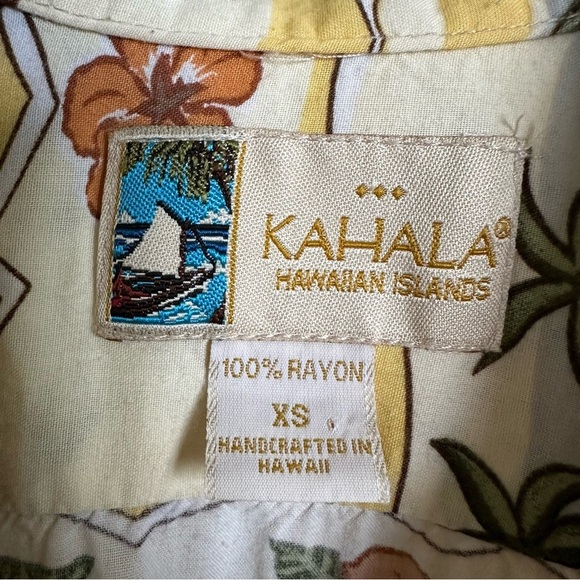 KAHALA®
HAWAIIAN ISLANDS
100% RAYON
XS
HANDCRAFTED IN
HAWAII